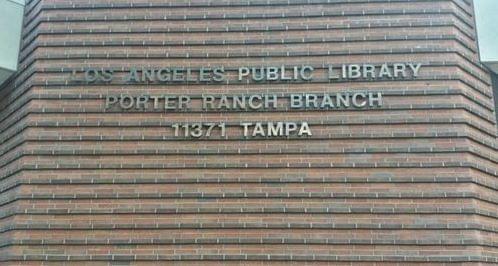 LOS ANGELES PUBLIC LIBRARY
PORTER RANCH BRANCH
11371 TAMPA